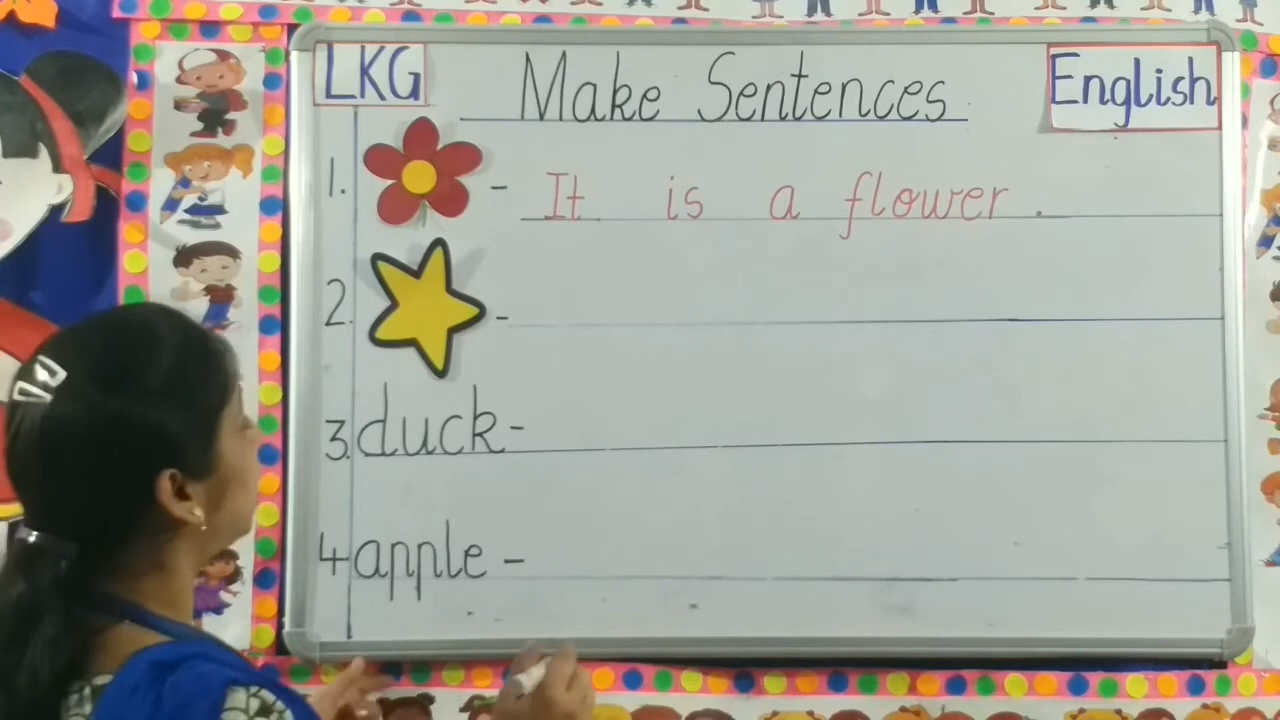 LKG Make Sentences English
1. - It is a flower.
2. -
3. duck -
4 apple -